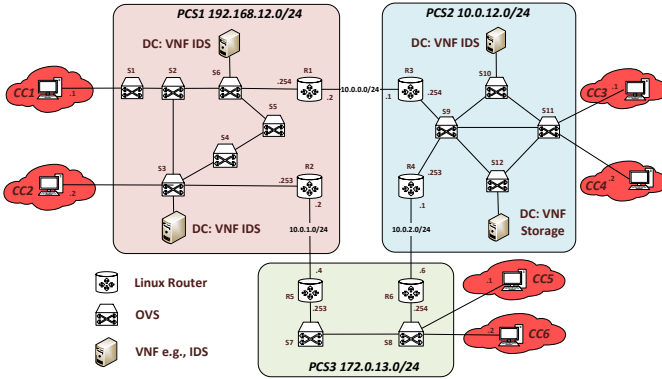 PCS1 192.168.12.0/24
PCS2 10.0.12.0/24
DC: VNF IDS
DC: VNF IDS
S1
S2
S6
.254
R1
.2
10.0.0.0/24
.1
R3
.254
S10
S9
S11
CC1
.1
CC3
.1
S5
S4
S3
CC2
.2
.253
R2
.2
R4
.253
.1
S12
CC4
.2
DC: VNF IDS
DC: VNF
Storage
10.0.1.0/24
10.0.2.0/24
Linux Router
OVS
VNF e.g., IDS
.4
R5
.253
S7
.6
R6
.254
S8
.1
CC5
.2
CC6
PCS3 172.0.13.0/24